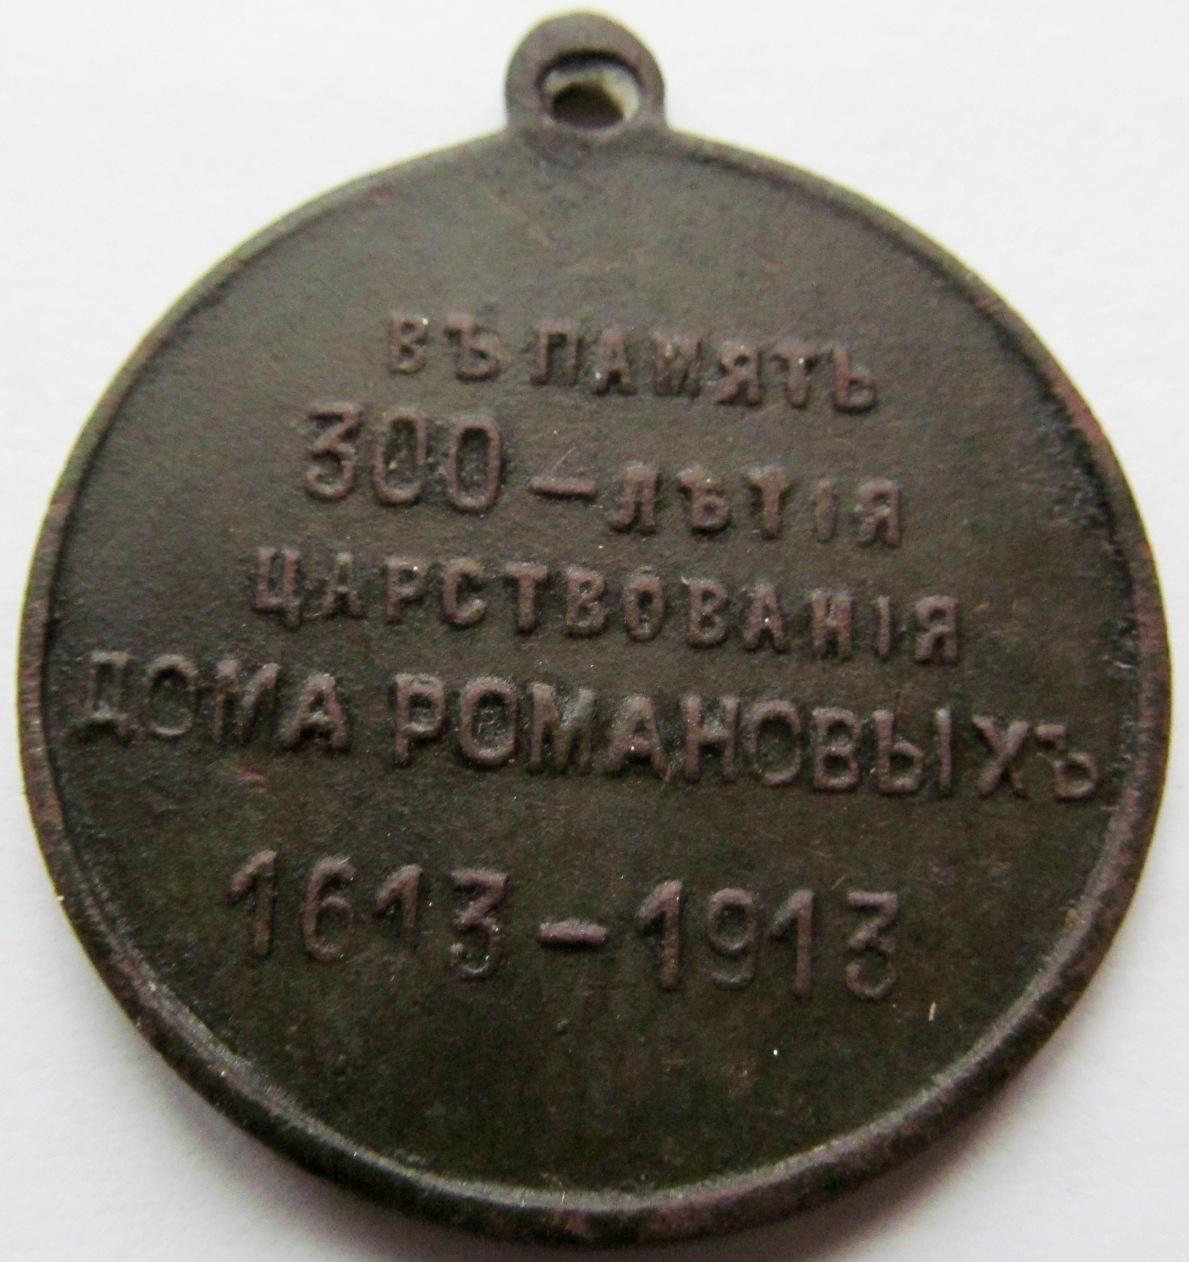 ВЪ ПАМЯТЬ
300-ЛѢТІЯ
ЦАРСТВОВАНІЯ
ДОМА РОМАНОВЫХЪ
1613-1913